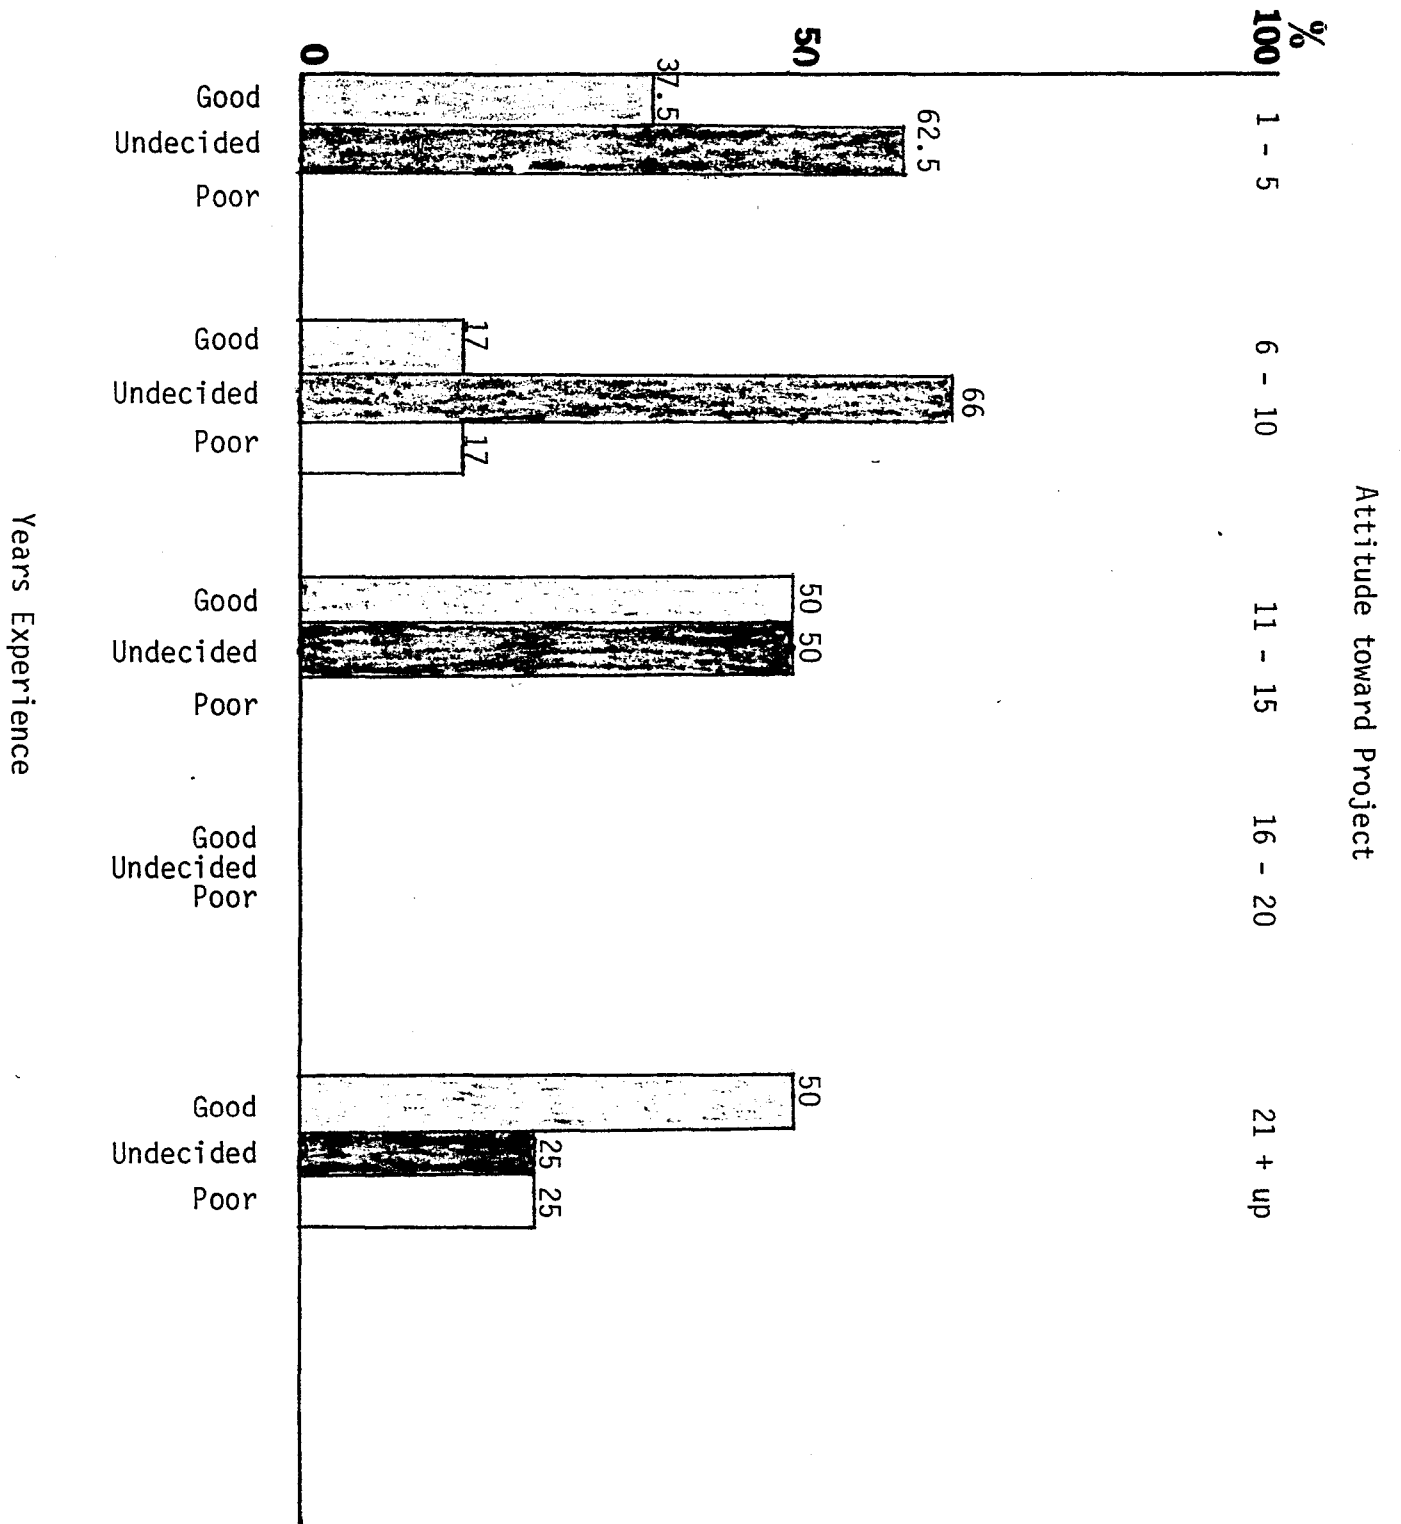 Attitude toward Project
%
100
50
0
1 - 5
6 - 10
11 - 15
16 - 20
21 + up
37.5
62.5
17
66
17
50
50
50
25
25
Good
Undecided
Poor
Good
Undecided
Poor
Good
Undecided
Poor
Good
Undecided
Poor
Good
Undecided
Poor
Years Experience